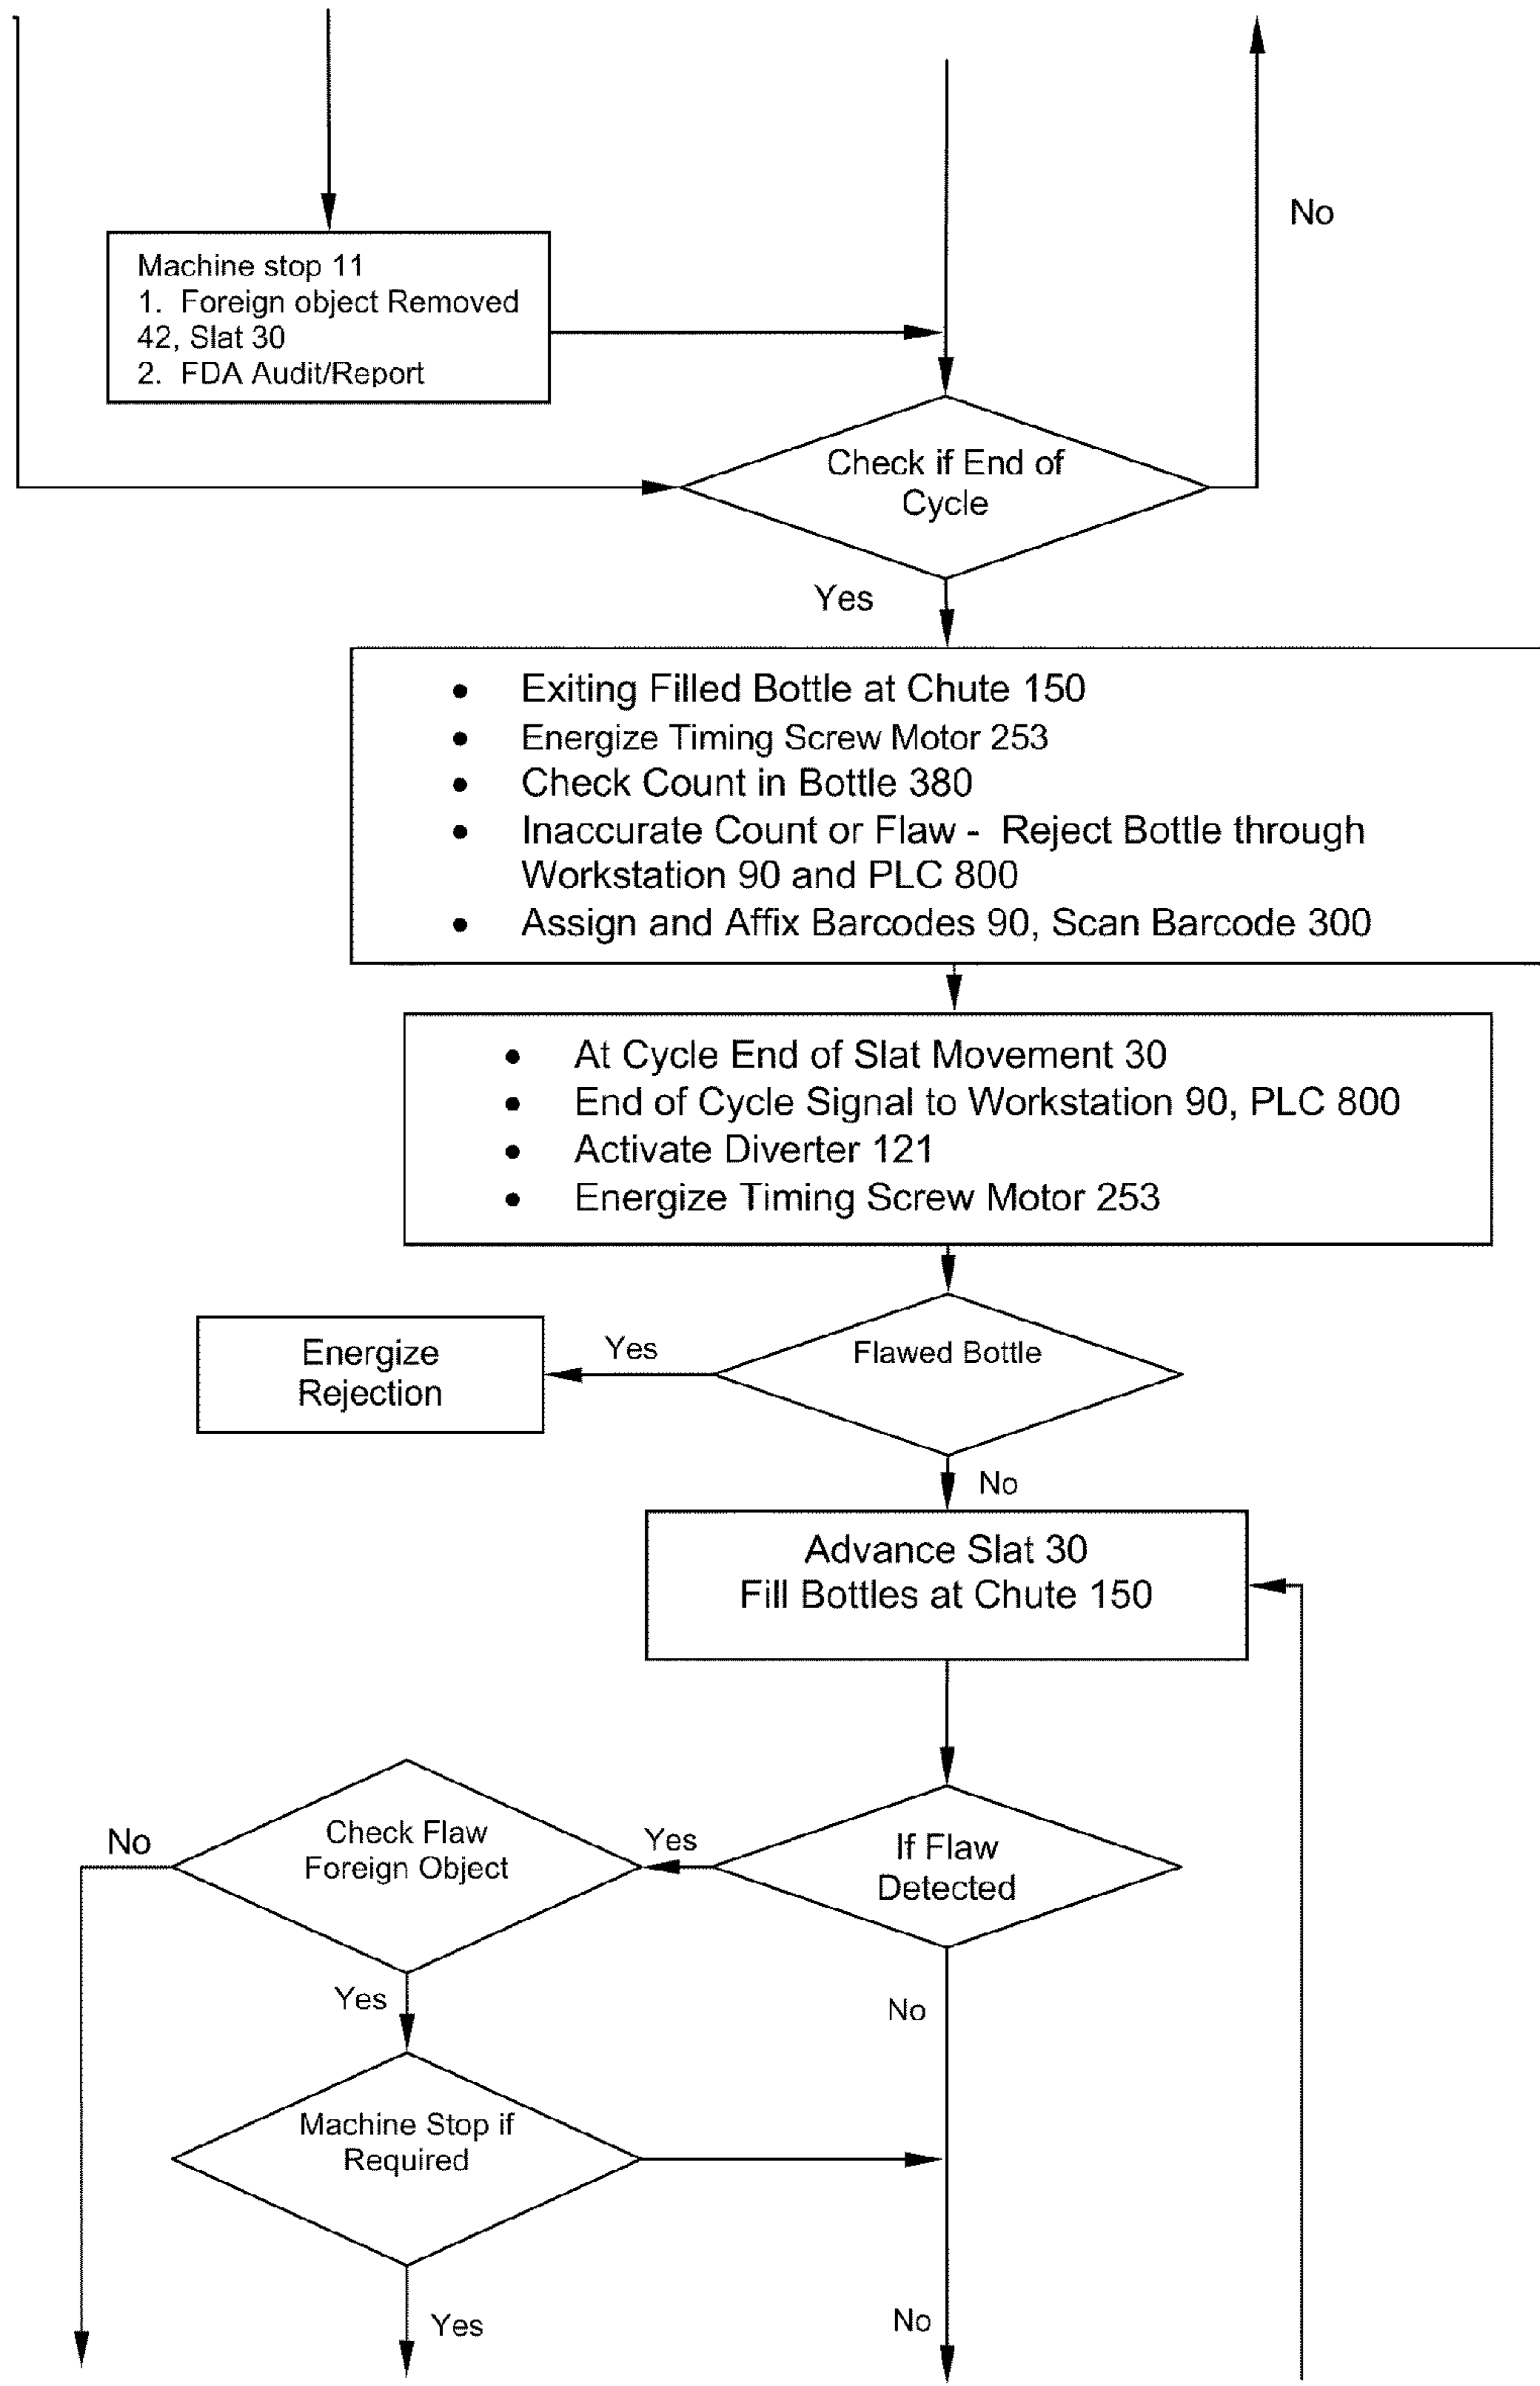 No
Machine stop 11
1. Foreign object Removed
42, Slat 30
2. FDA Audit/Report
Check if End of
Cycle
Yes
• Exiting Filled Bottle at Chute 150
• Energize Timing Screw Motor 253
• Check Count in Bottle 380
• Inaccurate Count or Flaw - Reject Bottle through
Workstation 90 and PLC 800
• Assign and Affix Barcodes 90, Scan Barcode 300
• At Cycle End of Slat Movement 30
• End of Cycle Signal to Workstation 90, PLC 800
• Activate Diverter 121
• Energize Timing Screw Motor 253
Energize
Rejection
Yes
Flawed Bottle
No
Advance Slat 30
Fill Bottles at Chute 150
No
Check Flaw
Foreign Object
Yes
If Flaw
Detected
Yes
No
Machine Stop if
Required
Yes
No